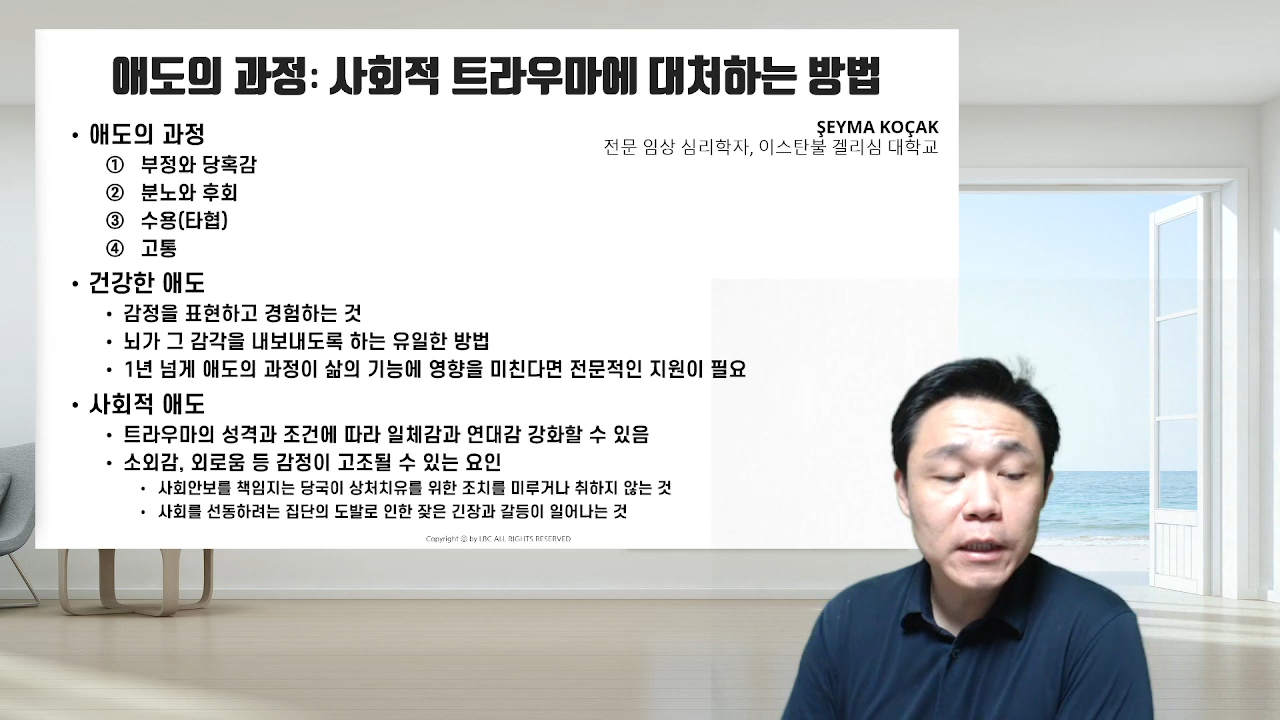 애도의 과정: 사회적 트라우마에 대처하는 방법
ŞEYMA KOÇAK
전문 임상 심리학자, 이스탄불 겔리심 대학교
• 애도의 과정
① 부정와 당혹감
② 분노와 후회
③ 수용(타협)
④ 고통
• 건강한 애도
• 감정을 표현하고 경험하는 것
• 뇌가 그 감각을 내보내도록 하는 유일한 방법
• 1년 넘게 애도의 과정이 삶의 기능에 영향을 미친다면 전문적인 지원이 필요
• 사회적 애도
• 트라우마의 성격과 조건에 따라 일체감과 연대감 강화할 수 있음
• 소외감, 외로움 등 감정이 고조될 수 있는 요인
• 사회안보를 책임지는 당국이 상처치유를 위한 조치를 미루거나 취하지 않는 것
• 사회를 선동하려는 집단의 도발로 인한 잦은 긴장과 갈등이 일어나는 것
Copyright @ by LBC ALL RIGHTS RESERVED